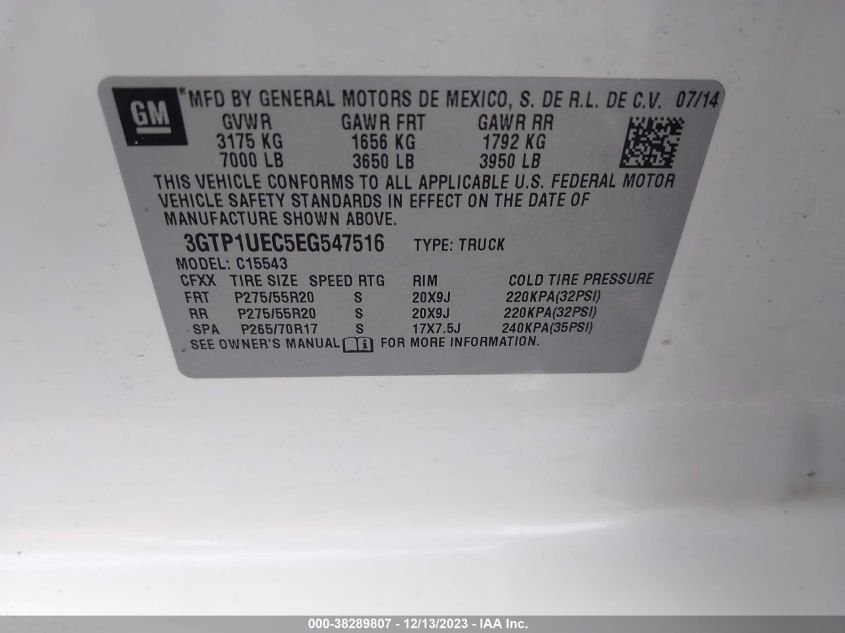 GM
*MFD BY GENERAL MOTORS DE MEXICO, S. DE R.L. DE C.V. 07/14
GVWR GAWR FRT GAWR RR
3175 KG 1656 KG 1792 KG
7000 LB 3650 LB 3950 LB
THIS VEHICLE CONFORMS TO ALL APPLICABLE U.S. FEDERAL MOTOR
VEHICLE SAFETY STANDARDS IN EFFECT ON THE DATE OF
MANUFACTURE SHOWN ABOVE.
3GTP1UEC5EG547516 TYPE: TRUCK
MODEL: C15543
CFXX TIRE SIZE SPEED RTG RIM COLD TIRE PRESSURE
FRT P275/55R20 S 20X9J 220KPA(32PSI)
RR P275/55R20 S 20X9J 220KPA(32PSI)
SPA P265/70R17 S 17X7.5J 240KPA(35PSI)
SEE OWNER'S MANUAL FOR MORE INFORMATION.
000-38289807 - 12/13/2023 - IAA Inc.